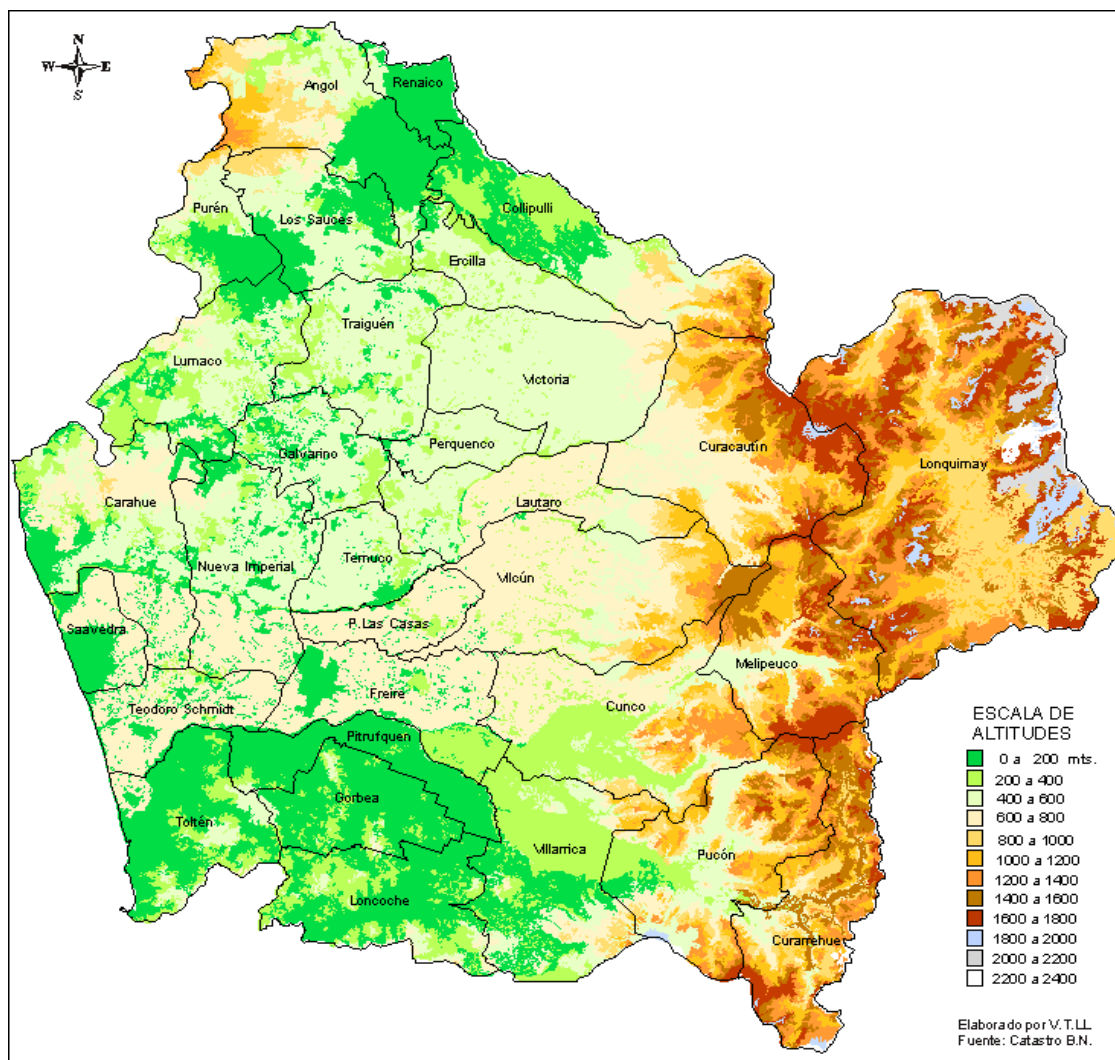 N
W E
S
Angol
Renaico
Purén
Los Sauces
Collipulli
Ercilla
Traiguén
Lumaco
Victoria
Perquenco
Galvarino
Curacautín
Lonquimay
Carahue
Lautaro
Temuco
Nueva Imperial
Vilcún
P. Las Casas
Saavedra
Melipeuco
Teodoro Schmidt
Freire
Cunco
Pitrufquen
Gorbea
Toltén
Villarrica
Pucón
Loncoche
Curarrehue
ESCALA DE
ALTITUDES
0 a 200 mts.
200 a 400
400 a 600
600 a 800
800 a 1000
1000 a 1200
1200 a 1400
1400 a 1600
1600 a 1800
1800 a 2000
2000 a 2200
2200 a 2400
Elaborado por V.T.LL
Fuente: Catastro B.N.